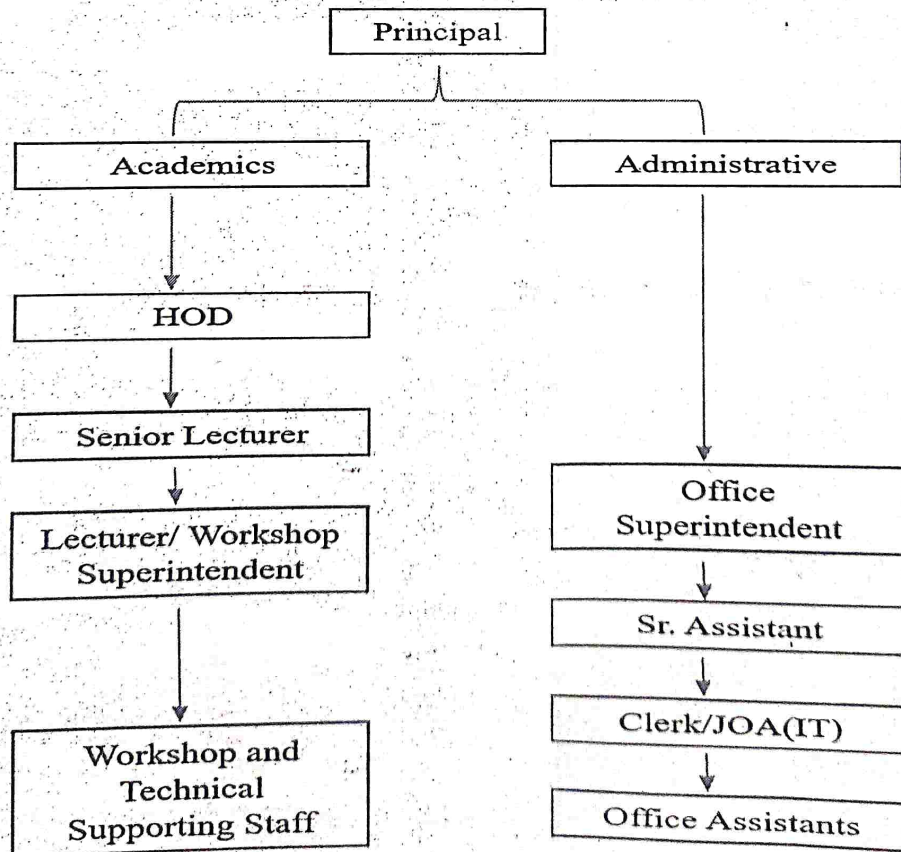 Principal
Academics
Administrative
HOD
Senior Lecturer
Lecturer/ Workshop
Superintendent
Workshop and
Technical
Supporting Staff
Office
Superintendent
Sr. Assistant
Clerk/JOA(IT)
Office Assistants